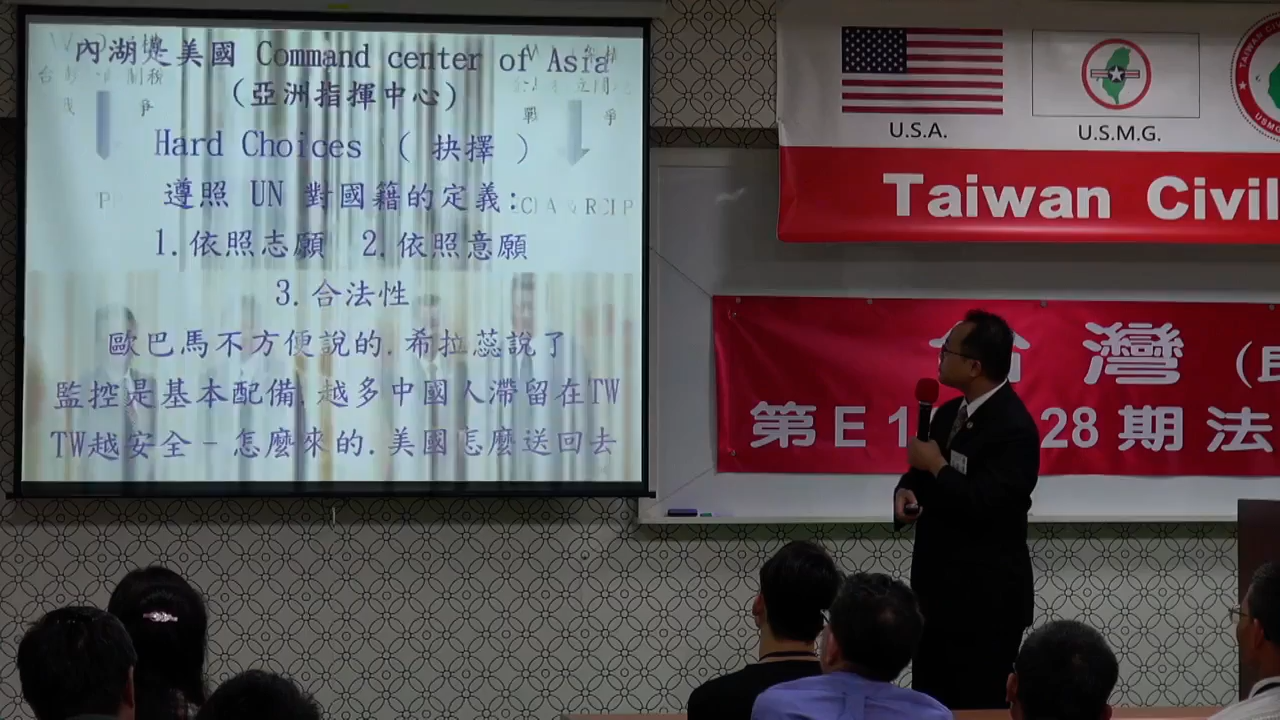 內湖是美國 Command center of Asia
(亞洲指揮中心)
Hard Choices ( 抉擇 )
遵照 UN 對國籍的定義:
1.依照志願 2.依照意願
3.合法性
歐巴馬不方便說的.希拉蕊說了
監控是基本配備.越多中國人滯留在TW
TW越安全-怎麼來的.美國怎麼送回去
U.S.A.
U.S.M.G.
Taiwan Civil
台灣(民
第E1 28期法